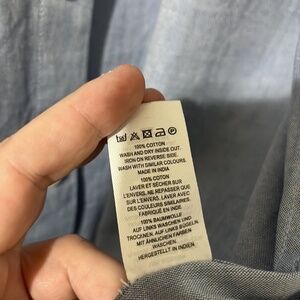 100% COTTON
WASH AND DRY INSIDE OUT.
IRON ON REVERSE SIDE.
WASH WITH SIMILAR COLOURS.
MADE IN INDIA
100% COTON
LAVER ET SÉCHER SUR
L'ENVERS. NE REPASSER QUE
SUR L'ENVERS. LAVER AVEC
DES COULEURS SIMILAIRES.
FABRIQUÉ EN INDE
100% BAUMWOLLE
AUF LINKS WASCHEN UND
TROCKNEN. AUF LINKS BÜGELN.
MIT ÄHNLICHEN FARBEN
WASCHEN.
HERGESTELLT IN INDIEN.